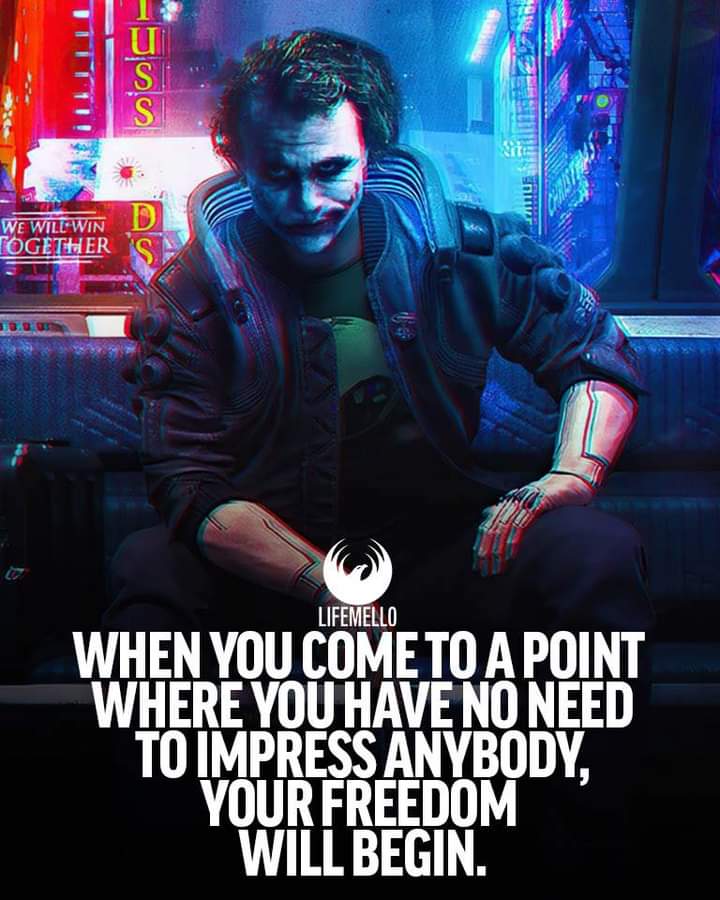 IUSS
D'S
WE WILL WIN
TOGETHER
LIFEMELLO
WHEN YOU COME TO A POINT
WHERE YOU HAVE NO NEED
TO IMPRESS ANYBODY,
YOUR FREEDOM
WILL BEGIN.